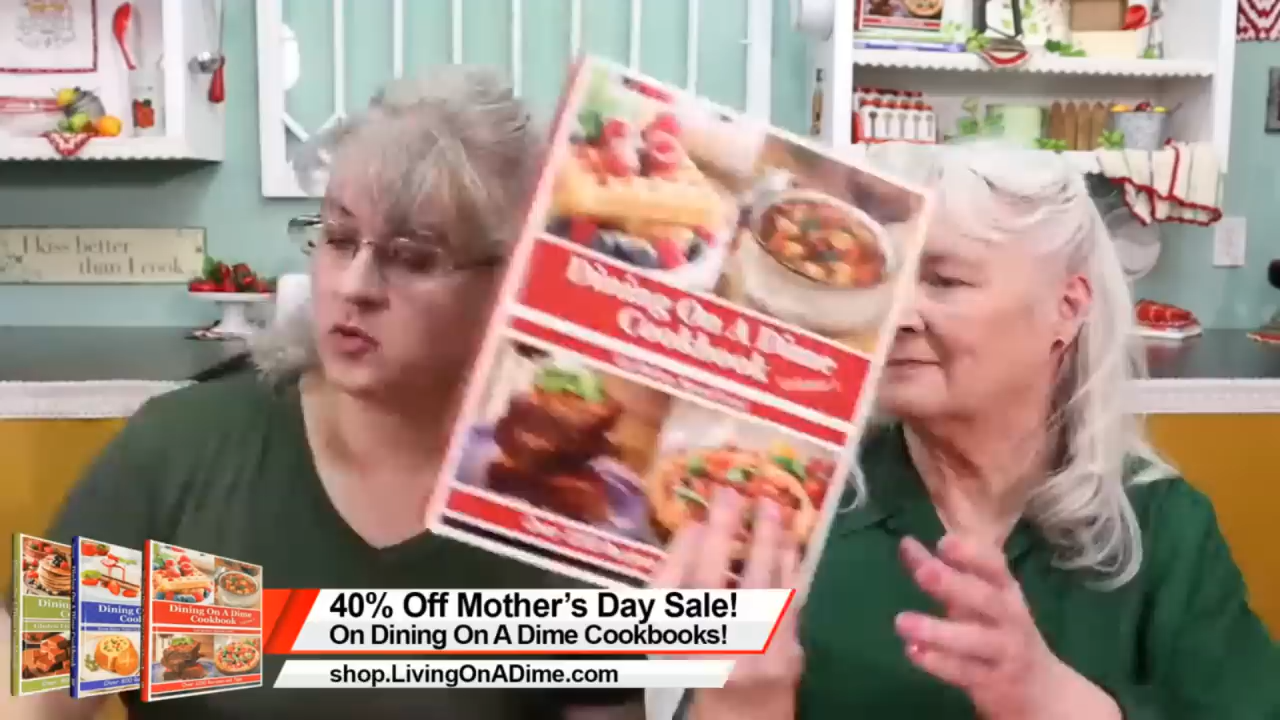 I kiss better
than I cook
Dining On A Dime
Cookbook
Dining On A Dime
Cookbook
40% Off Mother's Day Sale!
On Dining On A Dime Cookbooks!
shop.LivingOnADime.com